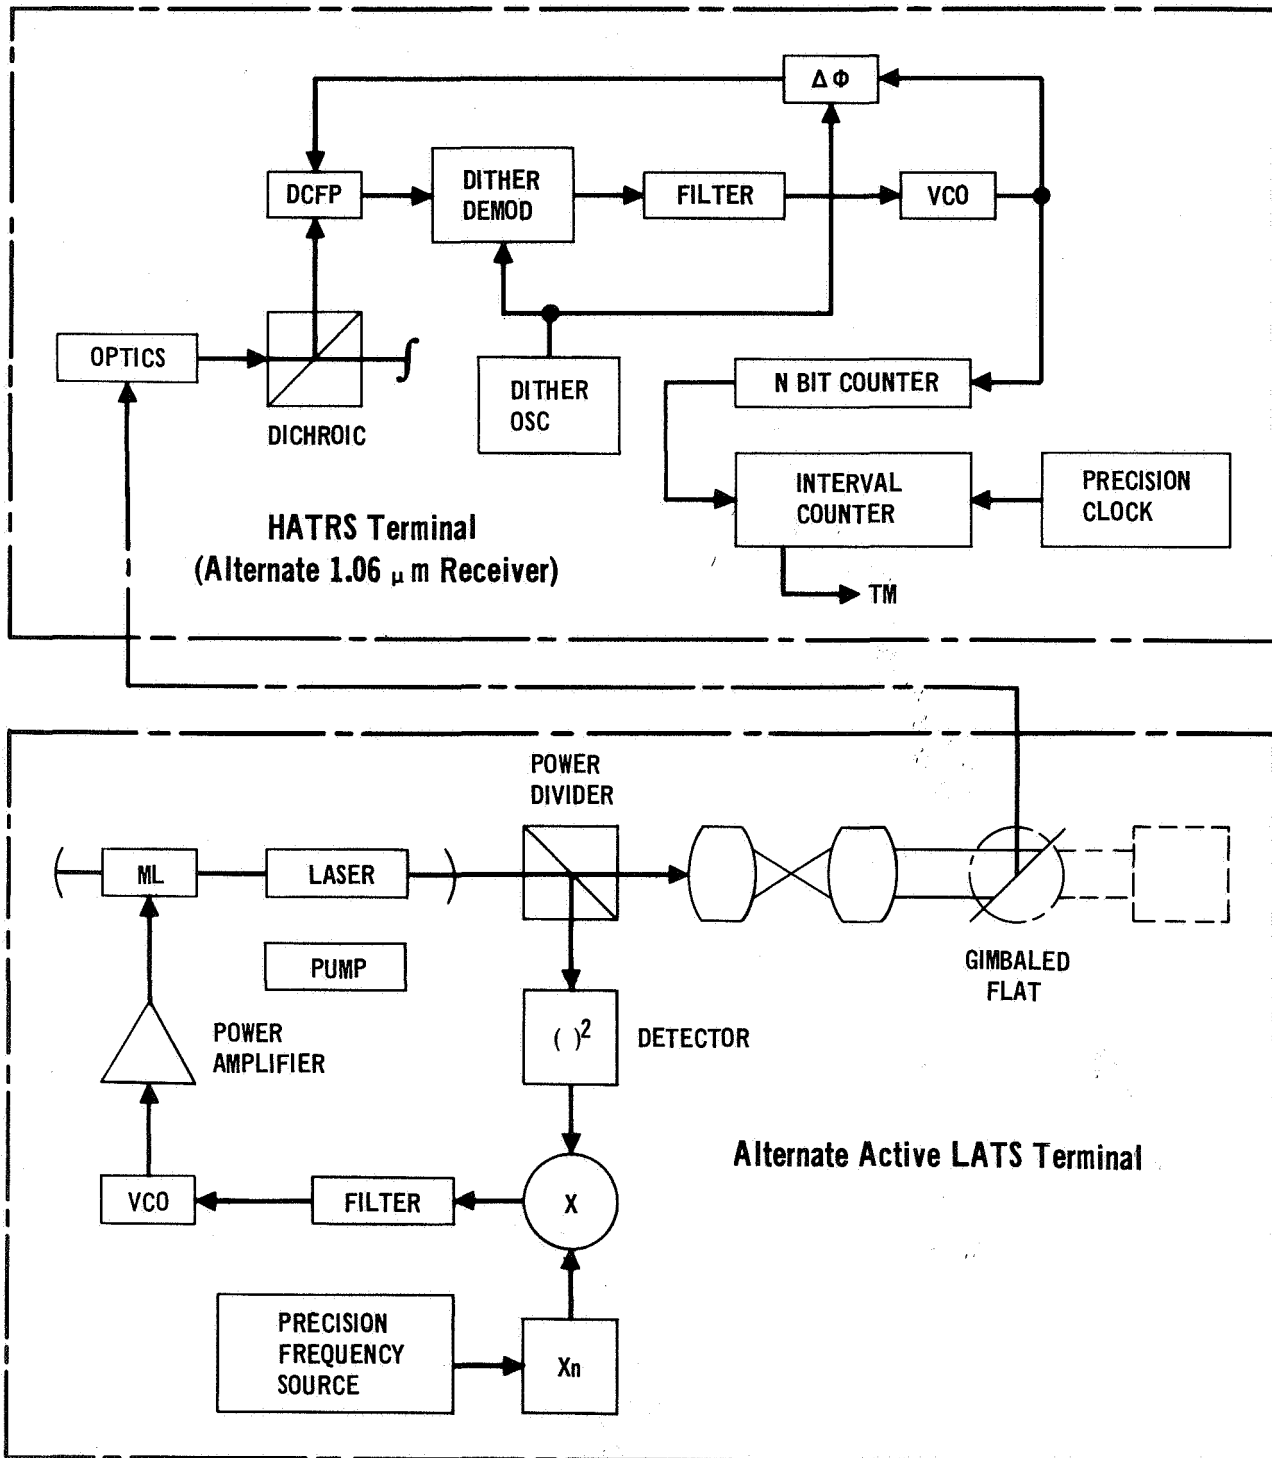 ΔΦ
DCFP
DITHER
DEMOD
FILTER
VCO
OPTICS
DICHROIC
DITHER
OSC
N BIT COUNTER
INTERVAL
COUNTER
PRECISION
CLOCK
TM
HATRS Terminal
(Alternate 1.06 μm Receiver)
POWER
DIVIDER
ML
LASER
PUMP
GIMBALED
FLAT
POWER
AMPLIFIER
( )²
DETECTOR
Alternate Active LATS Terminal
VCO
FILTER
X
PRECISION
FREQUENCY
SOURCE
Xn